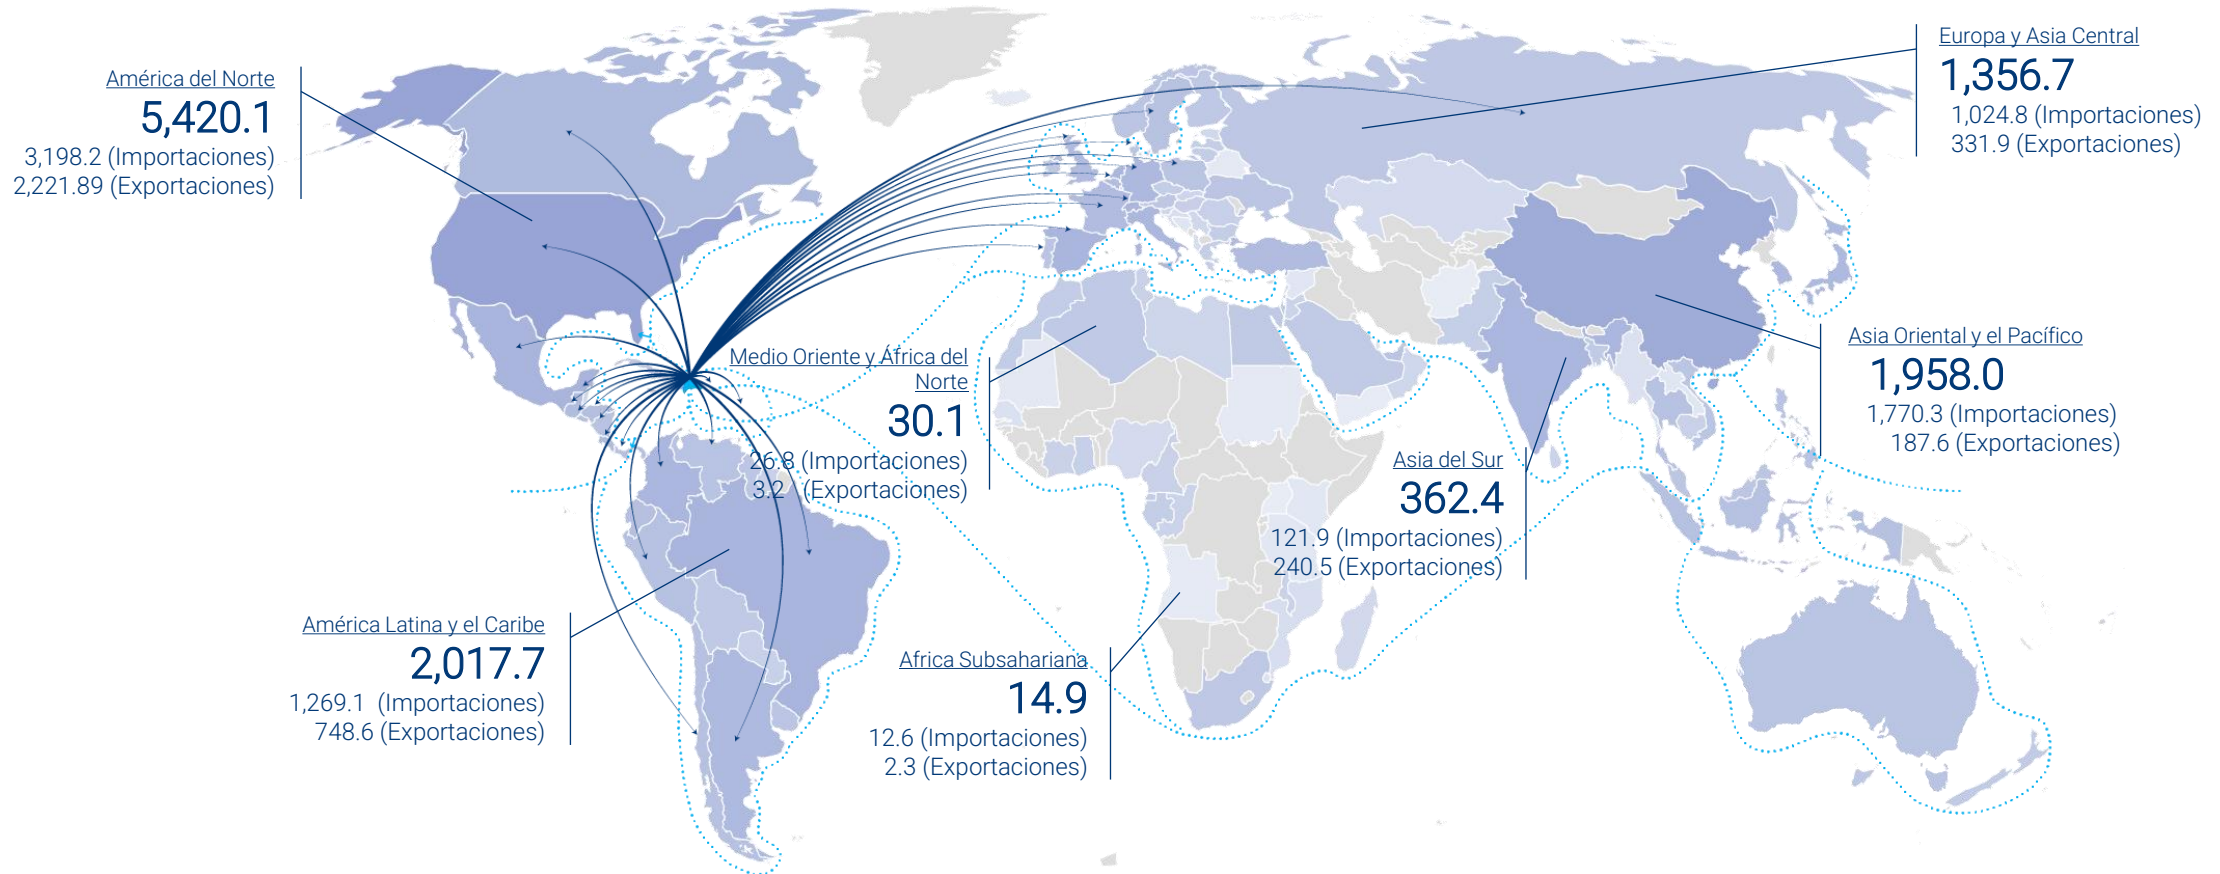 América del Norte
5,420.1
3,198.2 (Importaciones)
2,221.89 (Exportaciones)
Europa y Asia Central
1,356.7
1,024.8 (Importaciones)
331.9 (Exportaciones)
Medio Oriente y África del
Norte
30.1
26.8 (Importaciones)
3.2 (Exportaciones)
Asia Oriental y el Pacífico
1,958.0
1,770.3 (Importaciones)
187.6 (Exportaciones)
Asia del Sur
362.4
121.9 (Importaciones)
240.5 (Exportaciones)
América Latina y el Caribe
2,017.7
1,269.1 (Importaciones)
748.6 (Exportaciones)
Africa Subsahariana
14.9
12.6 (Importaciones)
2.3 (Exportaciones)